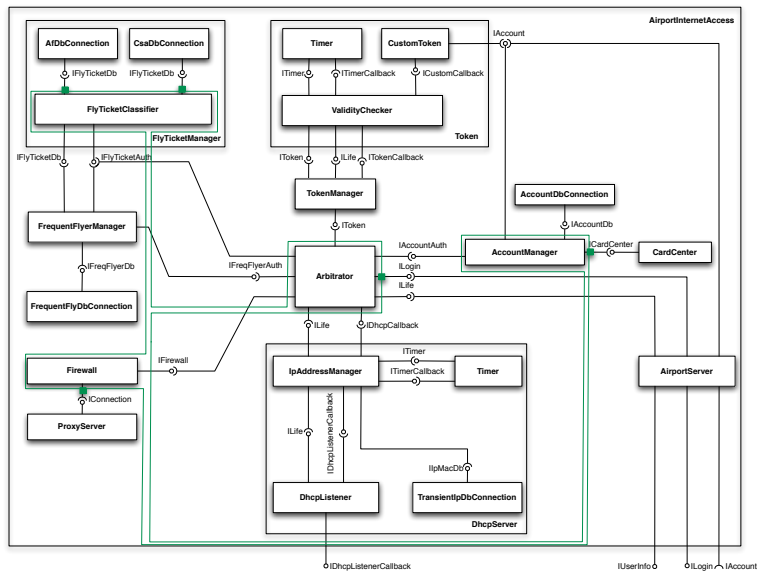 AirportInternetAccess
AfDbConnection
CsaDbConnection
IFlyTicketDb
IFlyTicketDb
FlyTicketClassifier
FlyTicketManager
IFlyTicketDb
IFlyTicketAuth
FrequentFlyerManager
IFreqFlyerDb
FrequentFlyDbConnection
Firewall
IFirewall
IConnection
ProxyServer
Timer
CustomToken
IAccount
ITimer
ITimerCallback
ICustomCallback
ValidityChecker
Token
IToken
ILife
ITokenCallback
TokenManager
IToken
AccountDbConnection
IAccountDb
IAccountAuth
AccountManager
ICardCenter
CardCenter
IFreqFlyerAuth
Arbitrator
ILogin
ILife
ILife
IDhcpCallback
IpAddressManager
ITimer
ITimerCallback
Timer
AirportServer
ILife
IDhcpListenerCallback
IIpMacDb
DhcpListener
TransientIpDbConnection
DhcpServer
IDhcpListenerCallback
IUserInfo
ILogin
IAccount